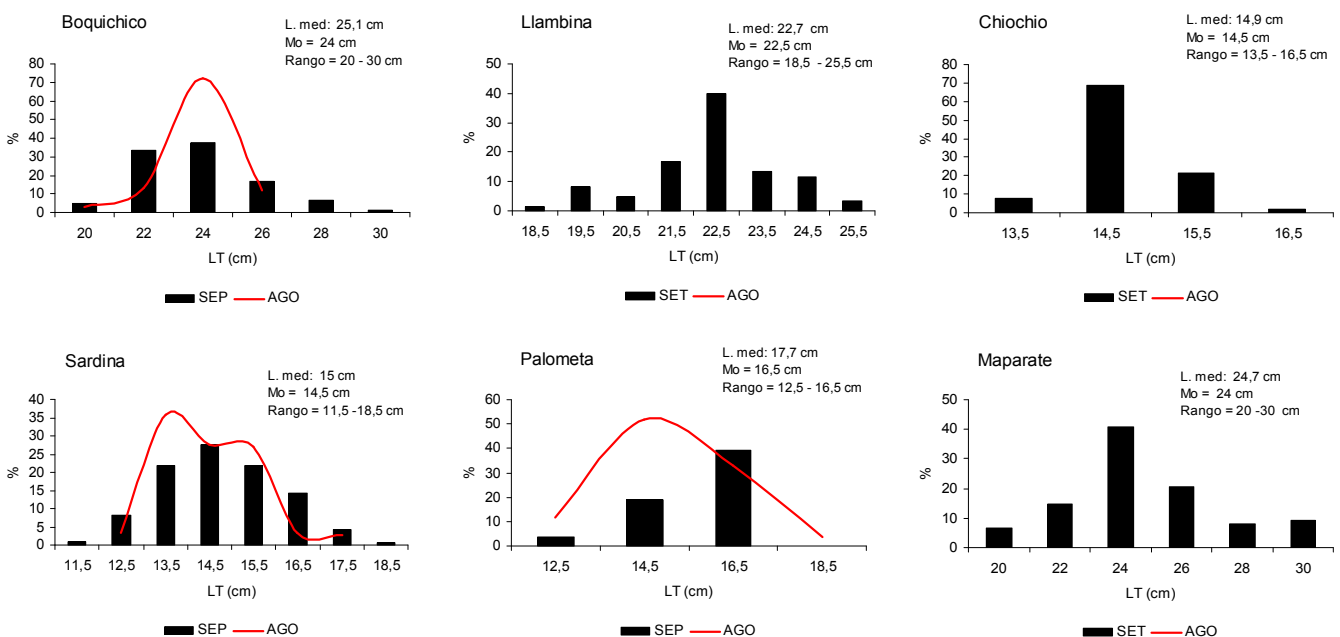 Boquichico
L. med: 25,1 cm
Mo = 24 cm
Rango = 20 - 30 cm
80
70
60
50
40
30
20
10
0
%
20 22 24 26 28 30
LT (cm)
SEP AGO
Llambina
L. med: 22,7 cm
Mo = 22,5 cm
Rango = 18,5 - 25,5 cm
50
40
30
20
10
0
%
18,5 19,5 20,5 21,5 22,5 23,5 24,5 25,5
LT (cm)
SET AGO
Chiochio
L. med: 14,9 cm
Mo = 14,5 cm
Rango = 13,5 - 16,5 cm
80
70
60
50
40
30
20
10
0
%
13,5 14,5 15,5 16,5
LT (cm)
SET AGO
Sardina
L. med: 15 cm
Mo = 14,5 cm
Rango = 11,5 -18,5 cm
40
35
30
25
20
15
10
5
0
%
11,5 12,5 13,5 14,5 15,5 16,5 17,5 18,5
LT (cm)
SEP AGO
Palometa
L. med: 17,7 cm
Mo = 16,5 cm
Rango = 12,5 - 16,5 cm
60
50
40
30
20
10
0
%
12,5 14,5 16,5 18,5
LT (cm)
SEP AGO
Maparate
L. med: 24,7 cm
Mo = 24 cm
Rango = 20 -30 cm
50
40
30
20
10
0
%
20 22 24 26 28 30
LT (cm)
SET AGO